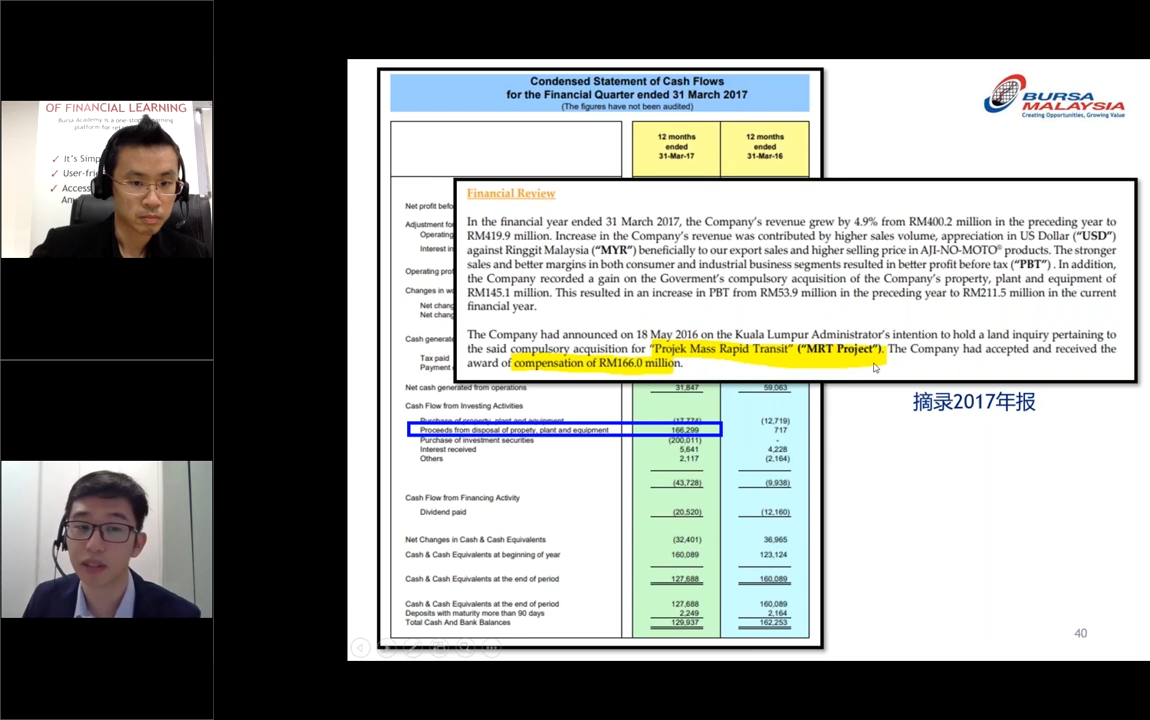 OF FINANCIAL LEARNING
Bursa Academy is a one-stop learning
platform for ret
✓ It's Simp
✓ User-frie
✓ Access
An
Condensed Statement of Cash Flows
for the Financial Quarter ended 31 March 2017
(The figures have not been audited)
12 months 12 months
ended ended
31-Mar-17 31-Mar-16
BURSA
MALAYSIA
Creating Opportunities, Growing Value
Net profit befo
Adjustment for
Operating
Interest in
Operating prof
Changes in w
Net chang
Net chang
Cash generate
Tax paid
Payment
Financial Review
In the financial year ended 31 March 2017, the Company's revenue grew by 4.9% from RM400.2 million in the preceding year to
RM419.9 million. Increase in the Company's revenue was contributed by higher sales volume, appreciation in US Dollar ("USD")
against Ringgit Malaysia ("MYR") beneficially to our export sales and higher selling price in AJI-NO-MOTO® products. The stronger
sales and better margins in both consumer and industrial business segments resulted in better profit before tax ("PBT") . In addition,
the Company recorded a gain on the Goverment's compulsory acquisition of the Company's property, plant and equipment of
RM145.1 million. This resulted in an increase in PBT from RM53.9 million in the preceding year to RM211.5 million in the current
financial year.
The Company had announced on 18 May 2016 on the Kuala Lumpur Administrator's intention to hold a land inquiry pertaining to
the said compulsory acquisition for "Projek Mass Rapid Transit" ("MRT Project"). The Company had accepted and received the
award of compensation of RM166.0 million.
摘录2017年报
Net cash generated from operations 31,847 59,063
Cash Flow from Investing Activities
Purchase of property, plant and equipment (17,774) (12,719)
Proceeds from disposal of propety, plant and equipment 166,299 717
Purchase of investment securities (200,011) -
Interest received 5,641 4,228
Others 2,117 (2,164)
(43,728) (9,938)
Cash Flow from Financing Activity
Dividend paid (20,520) (12,160)
Net Changes in Cash & Cash Equivalents (32,401) 36,965
Cash & Cash Equivalents at beginning of year 160,089 123,124
Cash & Cash Equivalents at the end of period 127,688 160,089
Cash & Cash Equivalents at the end of period 127,688 160,089
Deposits with maturity more than 90 days 2,249 2,164
Total Cash And Bank Balances 129,937 162,253
40